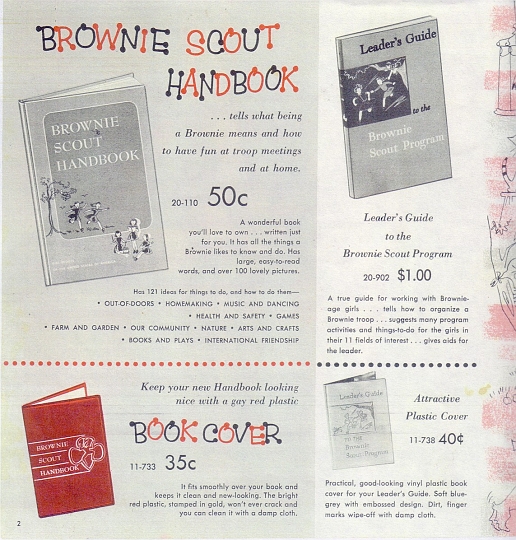 BROWNIE SCOUT
HANDBOOK
. . . tells what being
a Brownie means and how
to have fun at troop meetings
and at home.
20-110 50c
A wonderful book
you'll love to own . . . written just
for you. It has all the things a
Brownie likes to know and do. Has
large, easy-to-read
words, and over 100 lovely pictures.
Has 121 ideas for things to do, and how to do them—
• OUT-OF-DOORS • HOMEMAKING • MUSIC AND DANCING
• HEALTH AND SAFETY • GAMES
• FARM AND GARDEN • OUR COMMUNITY • NATURE • ARTS AND CRAFTS
• BOOKS AND PLAYS • INTERNATIONAL FRIENDSHIP
BROWNIE
SCOUT
HANDBOOK
Leader's Guide
to the
Brownie
Scout Program
Leader's Guide
to the
Brownie Scout Program
20-902 $1.00
A true guide for working with Brownie-
age girls . . . tells how to organize a
Brownie troop . . . suggests many program
activities and things-to-do for the girls in
their 11 fields of interest . . . gives aids for
the leader.
Keep your new Handbook looking
nice with a gay red plastic
BOOK COVER
11-733 35c
It fits smoothly over your book and
keeps it clean and new-looking. The bright
red plastic, stamped in gold, won't ever crack and
you can clean it with a damp cloth.
BROWNIE
SCOUT
HANDBOOK
2
Leader's Guide
TO THE
Brownie
Scout Program
Attractive
Plastic Cover
11-738 40¢
Practical, good-looking vinyl plastic book
cover for your Leader's Guide. Soft blue-
grey with embossed design. Dirt, finger
marks wipe-off with damp cloth.